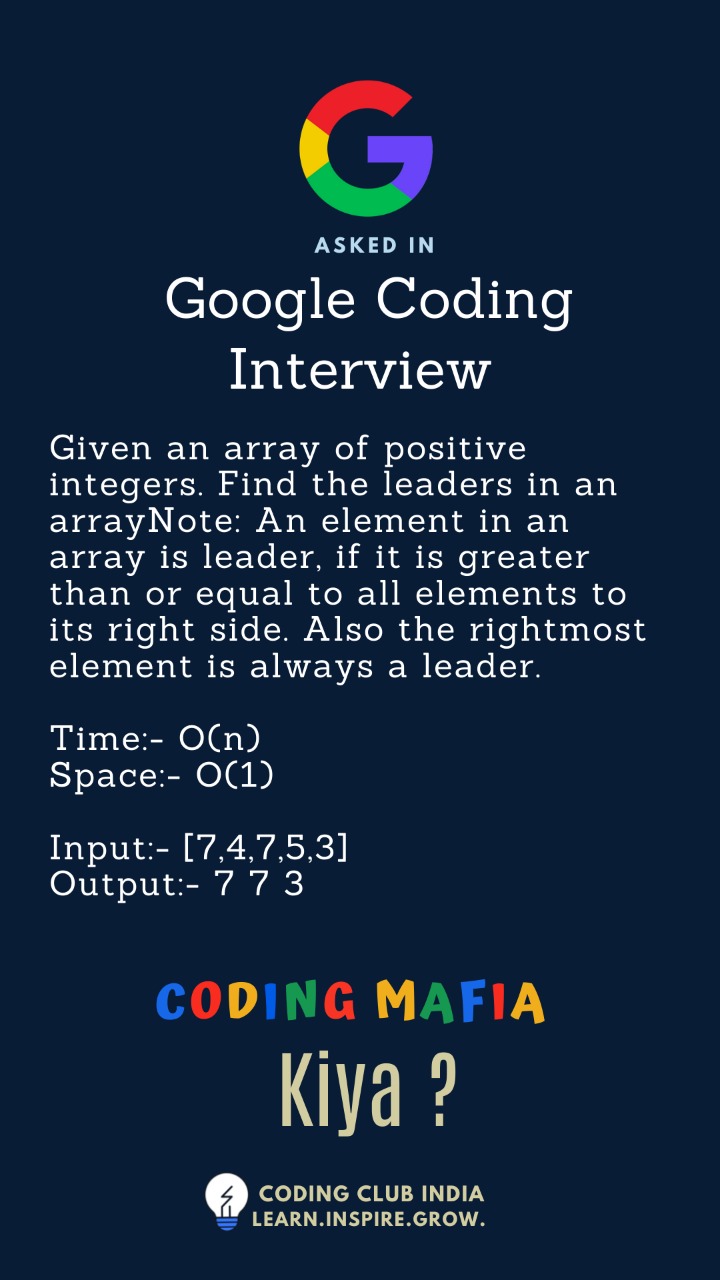 ASKED IN
Google Coding
Interview
Given an array of positive
integers. Find the leaders in an
arrayNote: An element in an
array is leader, if it is greater
than or equal to all elements to
its right side. Also the rightmost
element is always a leader.
Time:- O(n)
Space:- O(1)
Input:- [7,4,7,5,3]
Output:- 7 7 3
CODING MAFIA
Kiya ?
CODING CLUB INDIA
LEARN.INSPIRE.GROW.